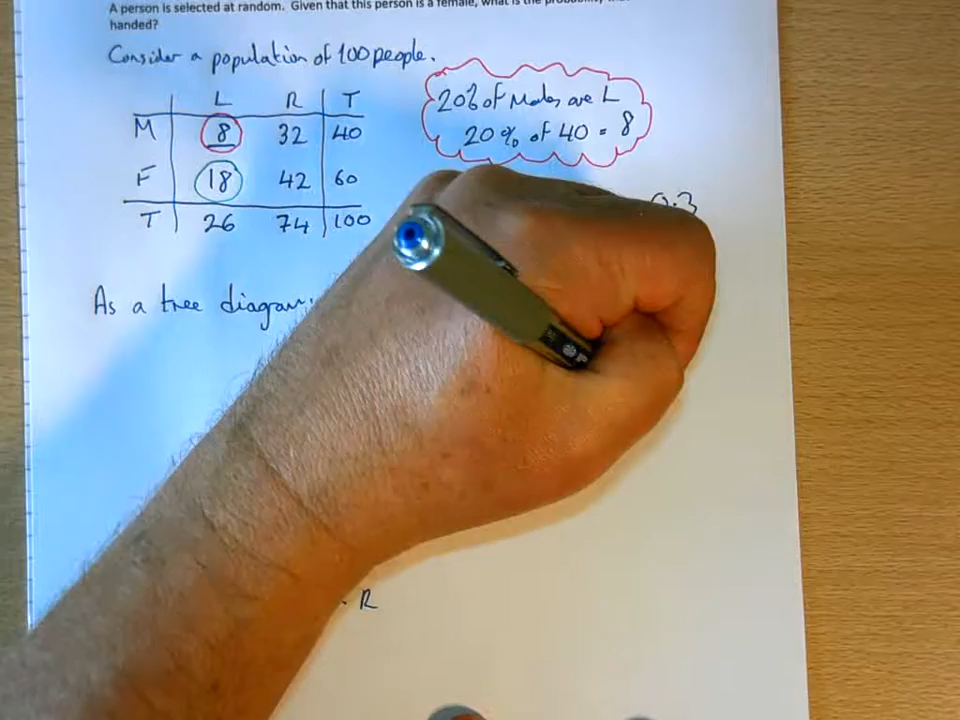 A person is selected at random. Given that this person is a female, what is the
handed?
Consider a population of 100 people.
L R T
M 8 32 40
F 18 42 60
T 26 74 100
20% of Males are L
20% of 40 = 8
0.3
As a tree diagram:
R